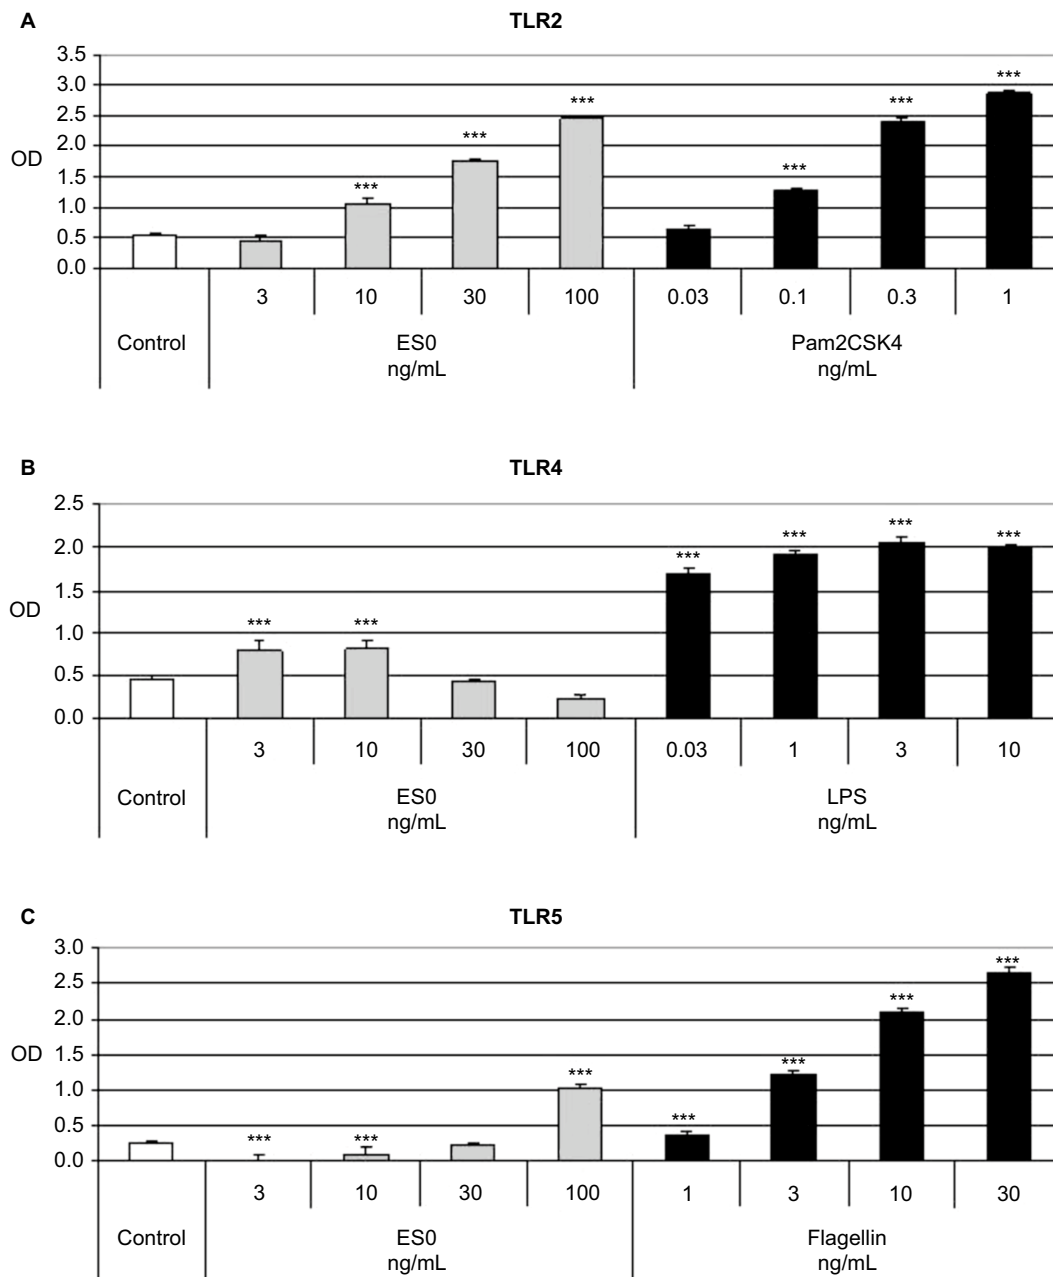 A
TLR2
3.5
3.0
2.5
2.0
1.5
1.0
0.5
0.0
OD
***
***
***
***
***
***
3 10 30 100 0.03 0.1 0.3 1
Control ES0 Pam2CSK4
ng/mL ng/mL
B
TLR4
2.5
2.0
1.5
1.0
0.5
0.0
OD
***
***
***
***
***
***
3 10 30 100 0.03 1 3 10
Control ES0 LPS
ng/mL ng/mL
C
TLR5
3.0
2.5
2.0
1.5
1.0
0.5
0.0
OD
***
***
***
***
***
***
***
3 10 30 100 1 3 10 30
Control ES0 Flagellin
ng/mL ng/mL